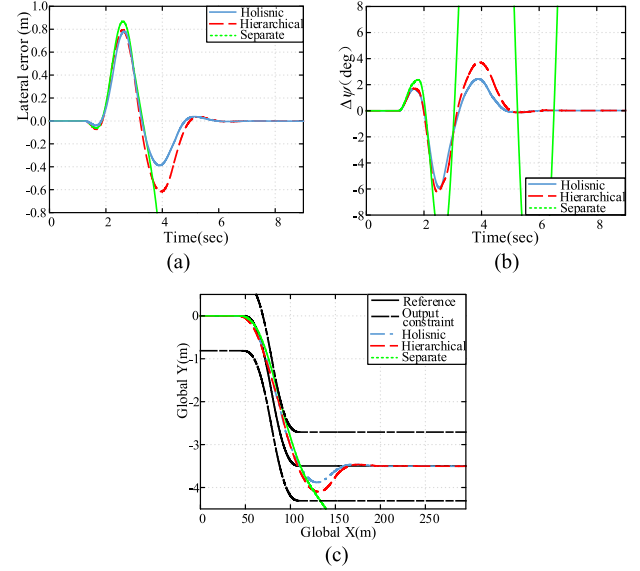 Lateral error (m)
1.0
0.8
0.6
0.4
0.2
0.0
-0.2
-0.4
-0.6
-0.8
0 2 4 6 8
Time(sec)
Holisnic
Hierarchical
Separate
(a)
Δψ(deg)
8
6
4
2
0
-2
-4
-6
-8
0 2 4 6 8
Time(sec)
Holisnic
Hierarchical
Separate
(b)
Global Y(m)
0
-1
-2
-3
-4
0 50 100 150 200 250
Global X(m)
Reference
Output
constraint
Holisnic
Hierarchical
Separate
(c)